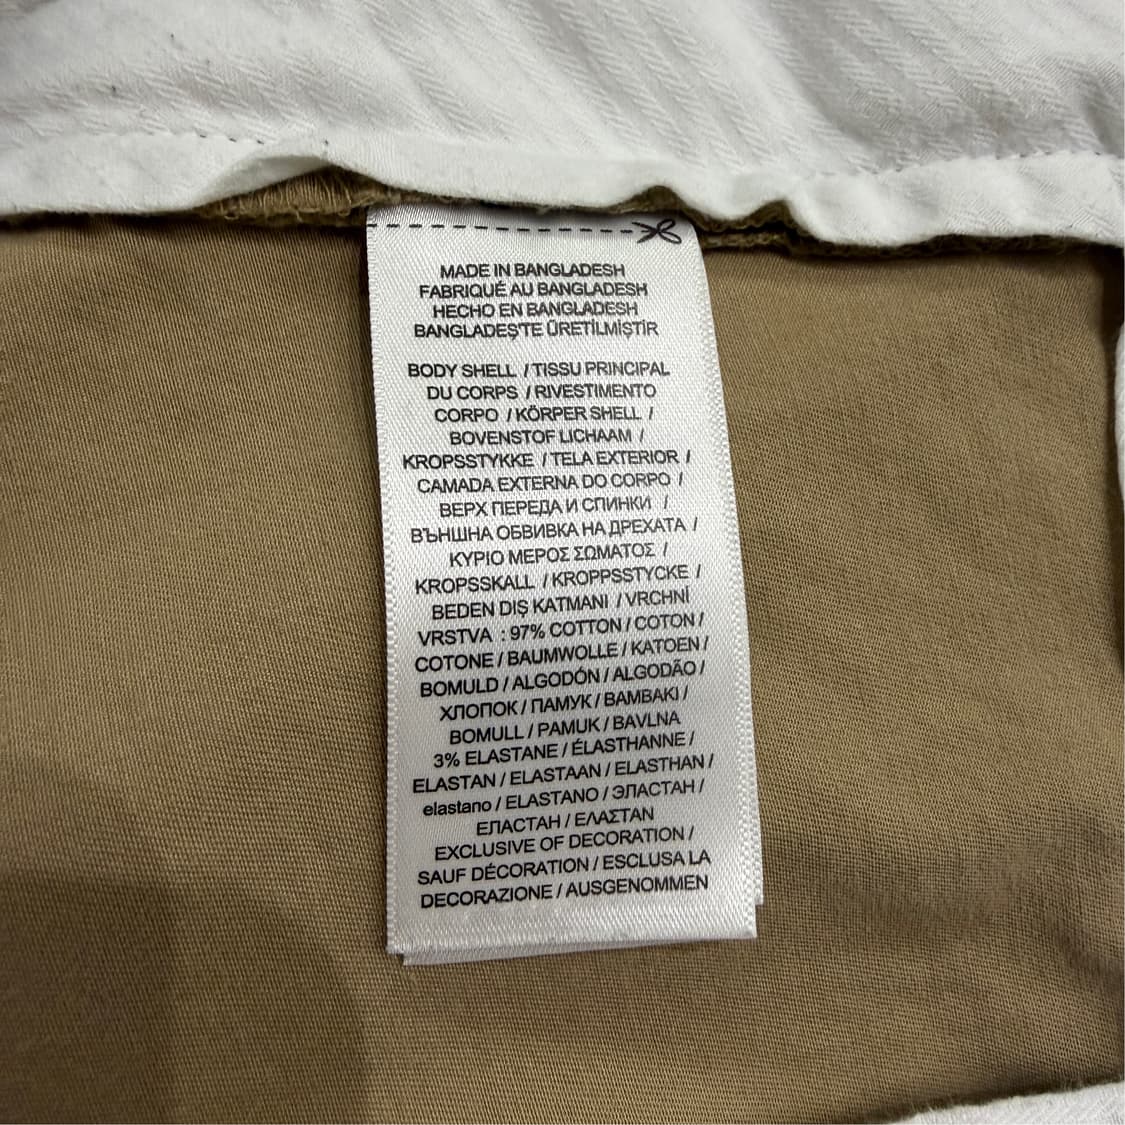 MADE IN BANGLADESH
FABRIQUÉ AU BANGLADESH
HECHO EN BANGLADESH
BANGLADEŞ'TE ÜRETİLMİŞTİR
BODY SHELL / TISSU PRINCIPAL
DU CORPS / RIVESTIMENTO
CORPO / KÖRPER SHELL /
BOVENSTOF LICHAAM /
KROPSSTYKKE / TELA EXTERIOR /
CAMADA EXTERNA DO CORPO /
ВЕРХ ПЕРЕДА И СПИНКИ /
ВЪНШНА ОБВИВКА НА ДРЕХАТА /
ΚΥΡΙΟ ΜΕΡΟΣ ΣΩΜΑΤΟΣ /
KROPSSKALL / KROPPSSTYCKE /
BEDEN DIŞ KATMANI / VRCHNÍ
VRSTVA : 97% COTTON / COTON /
COTONE / BAUMWOLLE / KATOEN /
BOMULD / ALGODÓN / ALGODÃO /
ХЛОПОК / ПАМУК / ΒΑΜΒΑΚΙ /
BOMULL / PAMUK / BAVLNA
3% ELASTANE / ÉLASTHANNE /
ELASTAN / ELASTAAN / ELASTHAN /
elastano / ELASTANO / ЭЛАСТАН /
ЕЛАСТАН / ΕΛΑΣΤΑΝ
EXCLUSIVE OF DECORATION /
SAUF DÉCORATION / ESCLUSA LA
DECORAZIONE / AUSGENOMMEN